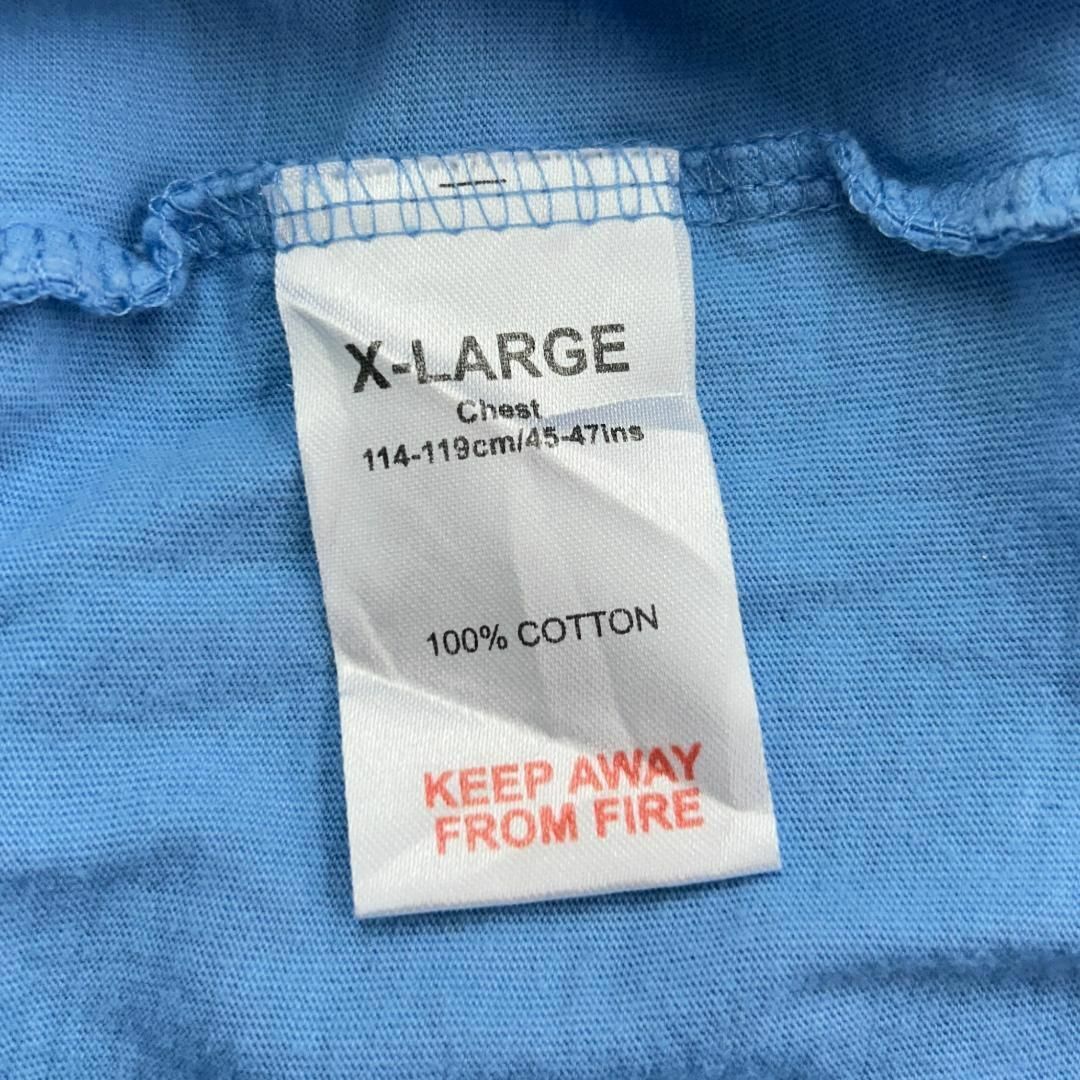 X-LARGE
Chest
114-119cm/45-47ins
100% COTTON
KEEP AWAY
FROM FIRE